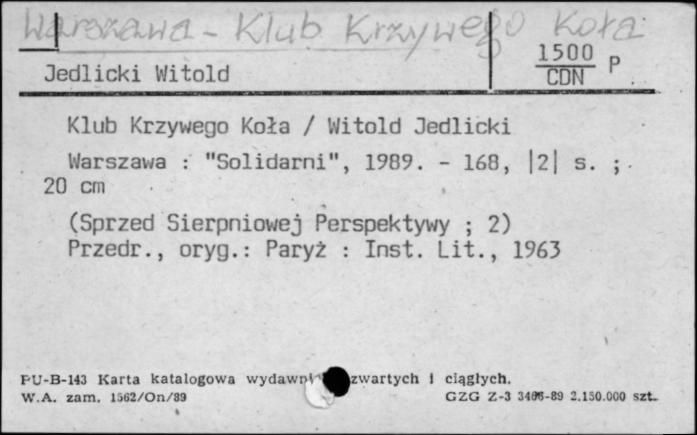 Warszawa - Klub Krzywego Koła
Jedlicki Witold
1500 P
CDN
Klub Krzywego Koła / Witold Jedlicki
Warszawa : "Solidarni", 1989. - 168, |2| s. ;
20 cm
(Sprzed Sierpniowej Perspektywy ; 2)
Przedr., oryg.: Paryż : Inst. Lit., 1963
PU-B-143 Karta katalogowa wydawni zwartych i ciągłych.
W.A. zam. 1562/On/89 GZG Z-3 3466-89 2.150.000 szt.